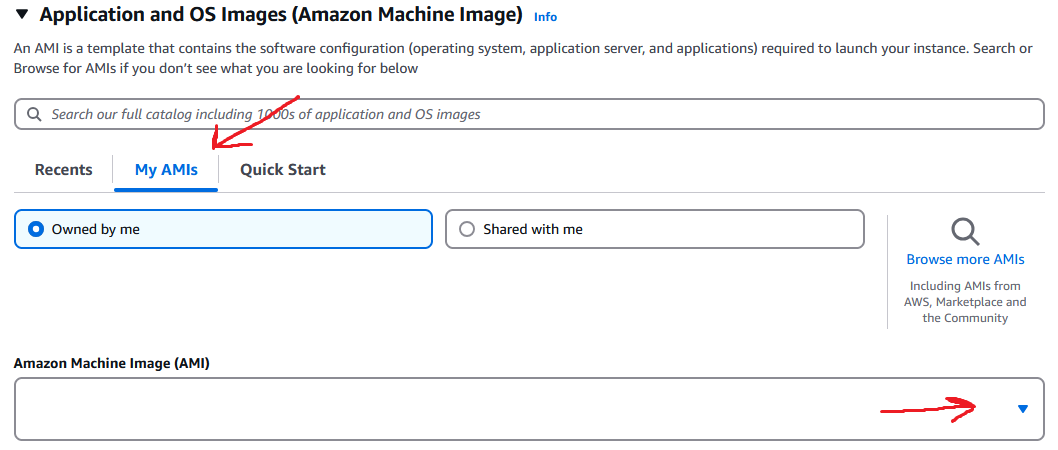 Application and OS Images (Amazon Machine Image) Info
An AMI is a template that contains the software configuration (operating system, application server, and applications) required to launch your instance. Search or
Browse for AMIs if you don’t see what you are looking for below
Search our full catalog including 1000s of application and OS images
Recents My AMIs Quick Start
Owned by me Shared with me
Browse more AMIs
Including AMIs from
AWS, Marketplace and
the Community
Amazon Machine Image (AMI)